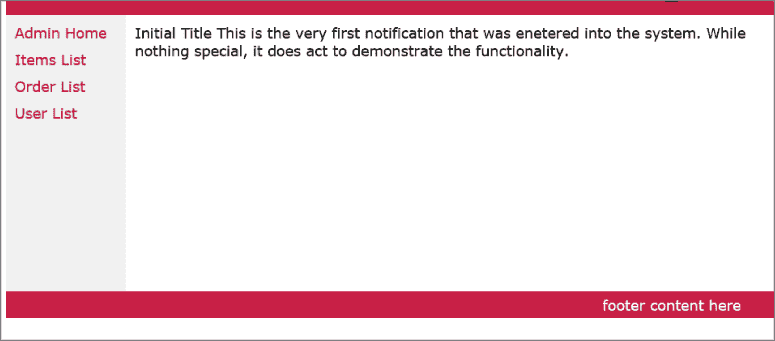 Admin Home
Items List
Order List
User List
Initial Title This is the very first notification that was enetered into the system. While
nothing special, it does act to demonstrate the functionality.
footer content here